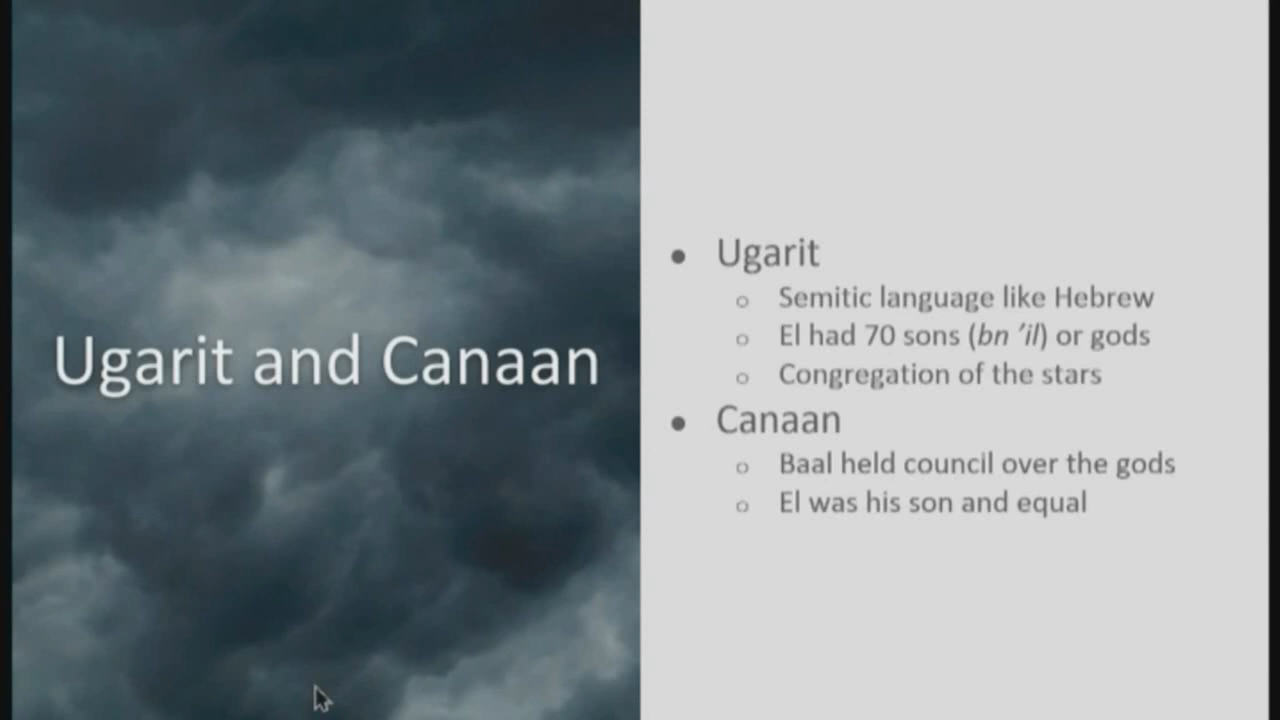 Ugarit and Canaan
● Ugarit
○ Semitic language like Hebrew
○ El had 70 sons (bn ’il) or gods
○ Congregation of the stars
● Canaan
○ Baal held council over the gods
○ El was his son and equal